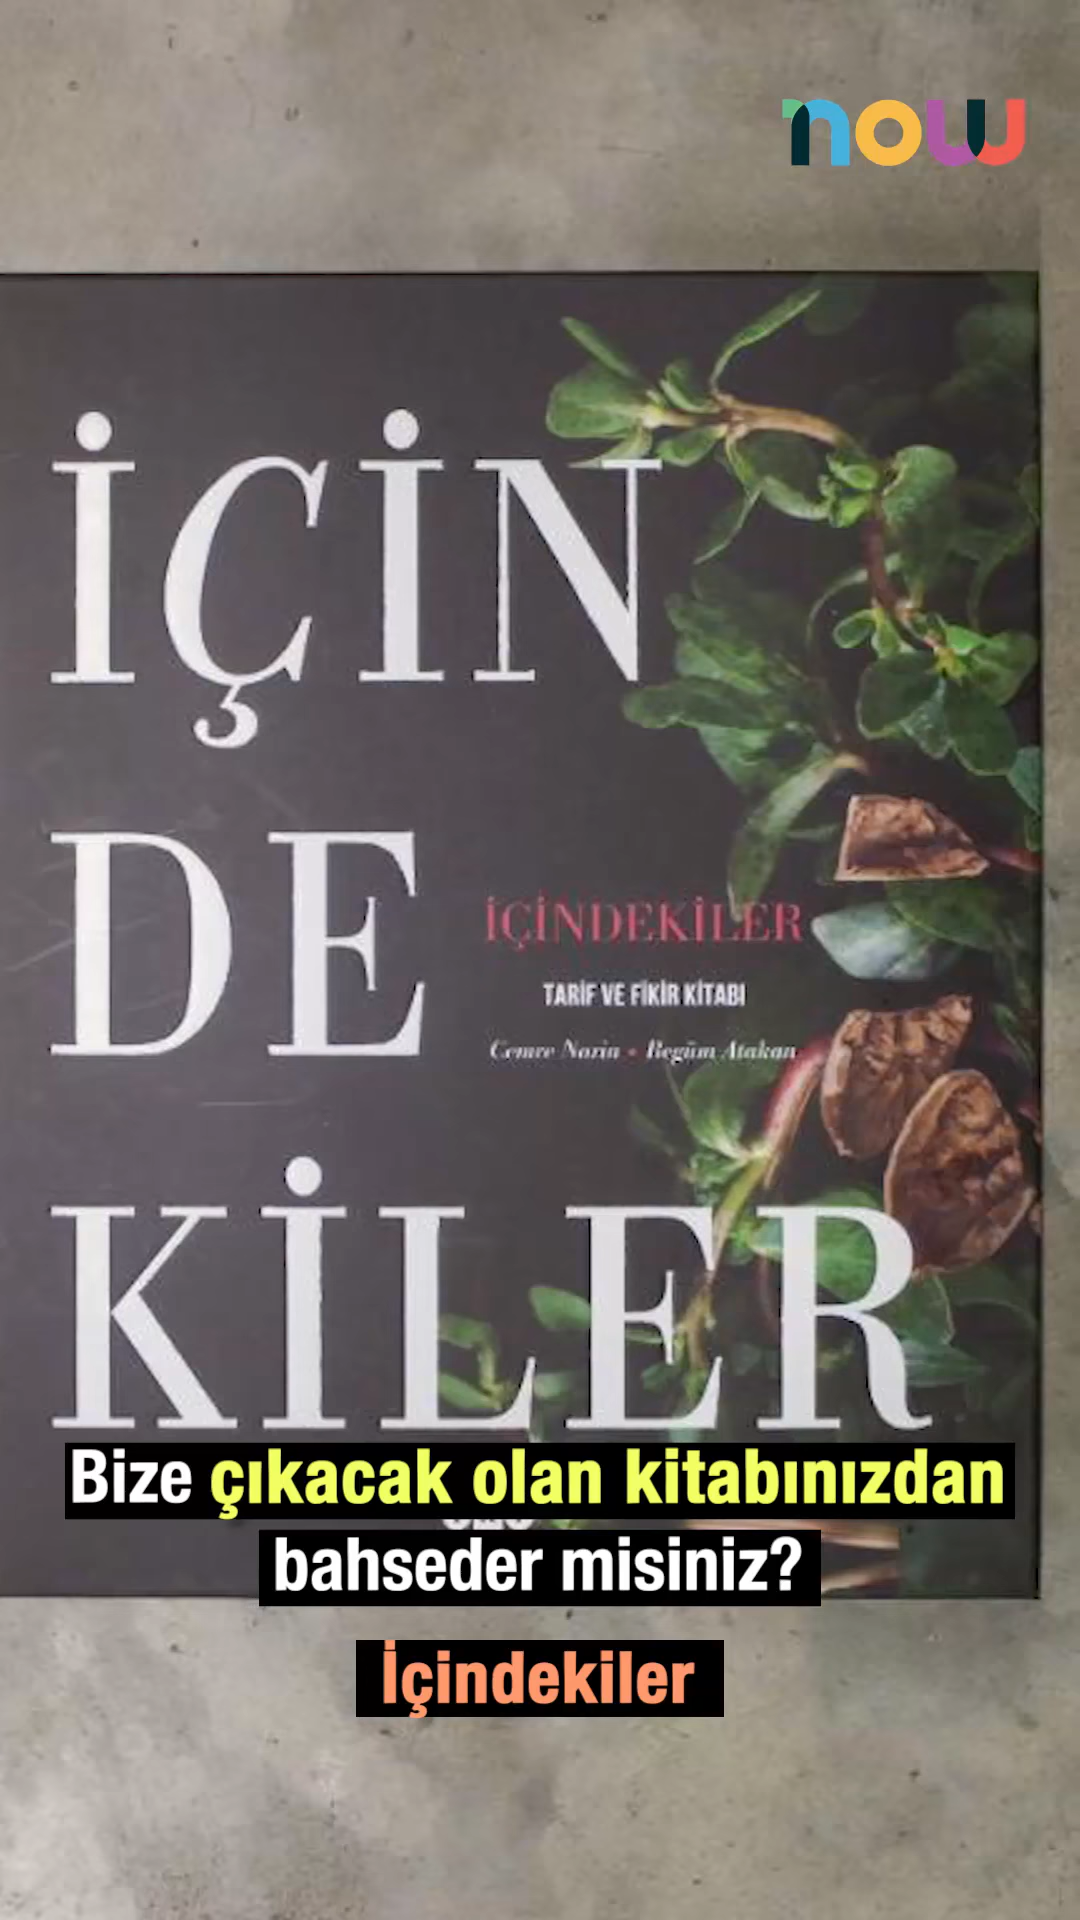 now
İÇİN
DE
İÇİNDEKİLER
TARİF VE FİKİR KİTABI
Cemre Narin • Begüm Atakan
KİLER
Bize çıkacak olan kitabınızdan
bahseder misiniz?
İçindekiler